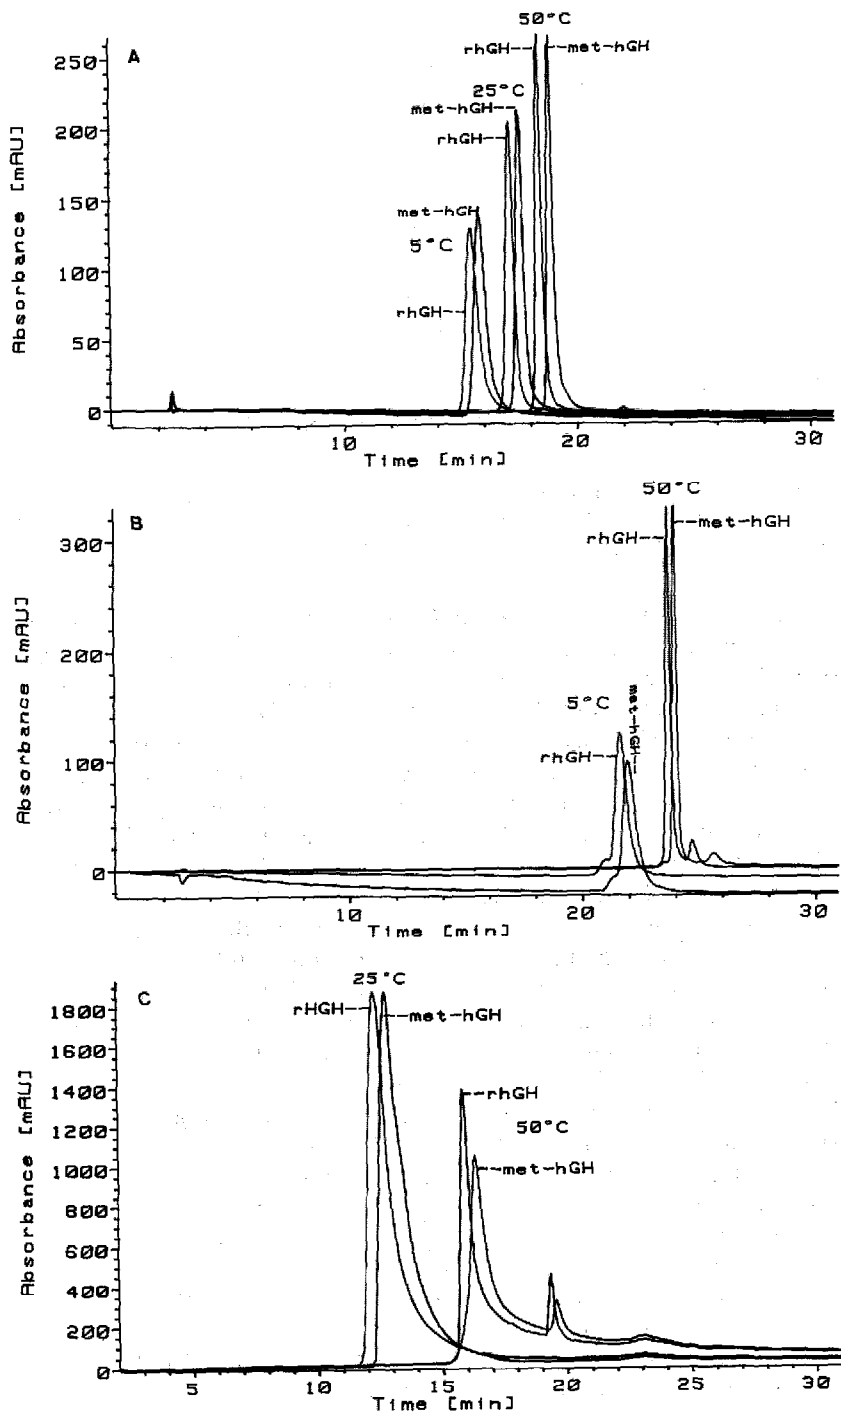 A
50°C
rhGH
met-hGH
25°C
met-hGH
rhGH
met-hGH
5°C
rhGH
250
200
150
100
50
0
Absorbance [mAU]
10
20
30
Time [min]
B
50°C
met-hGH
rhGH
5°C
met-hGH
rhGH
300
200
100
0
Absorbance [mAU]
10
20
30
Time [min]
C
25°C
rHGH
met-hGH
rhGH
50°C
met-hGH
1800
1600
1400
1200
1000
800
600
400
200
0
Absorbance [mAU]
5
10
15
20
25
30
Time [min]